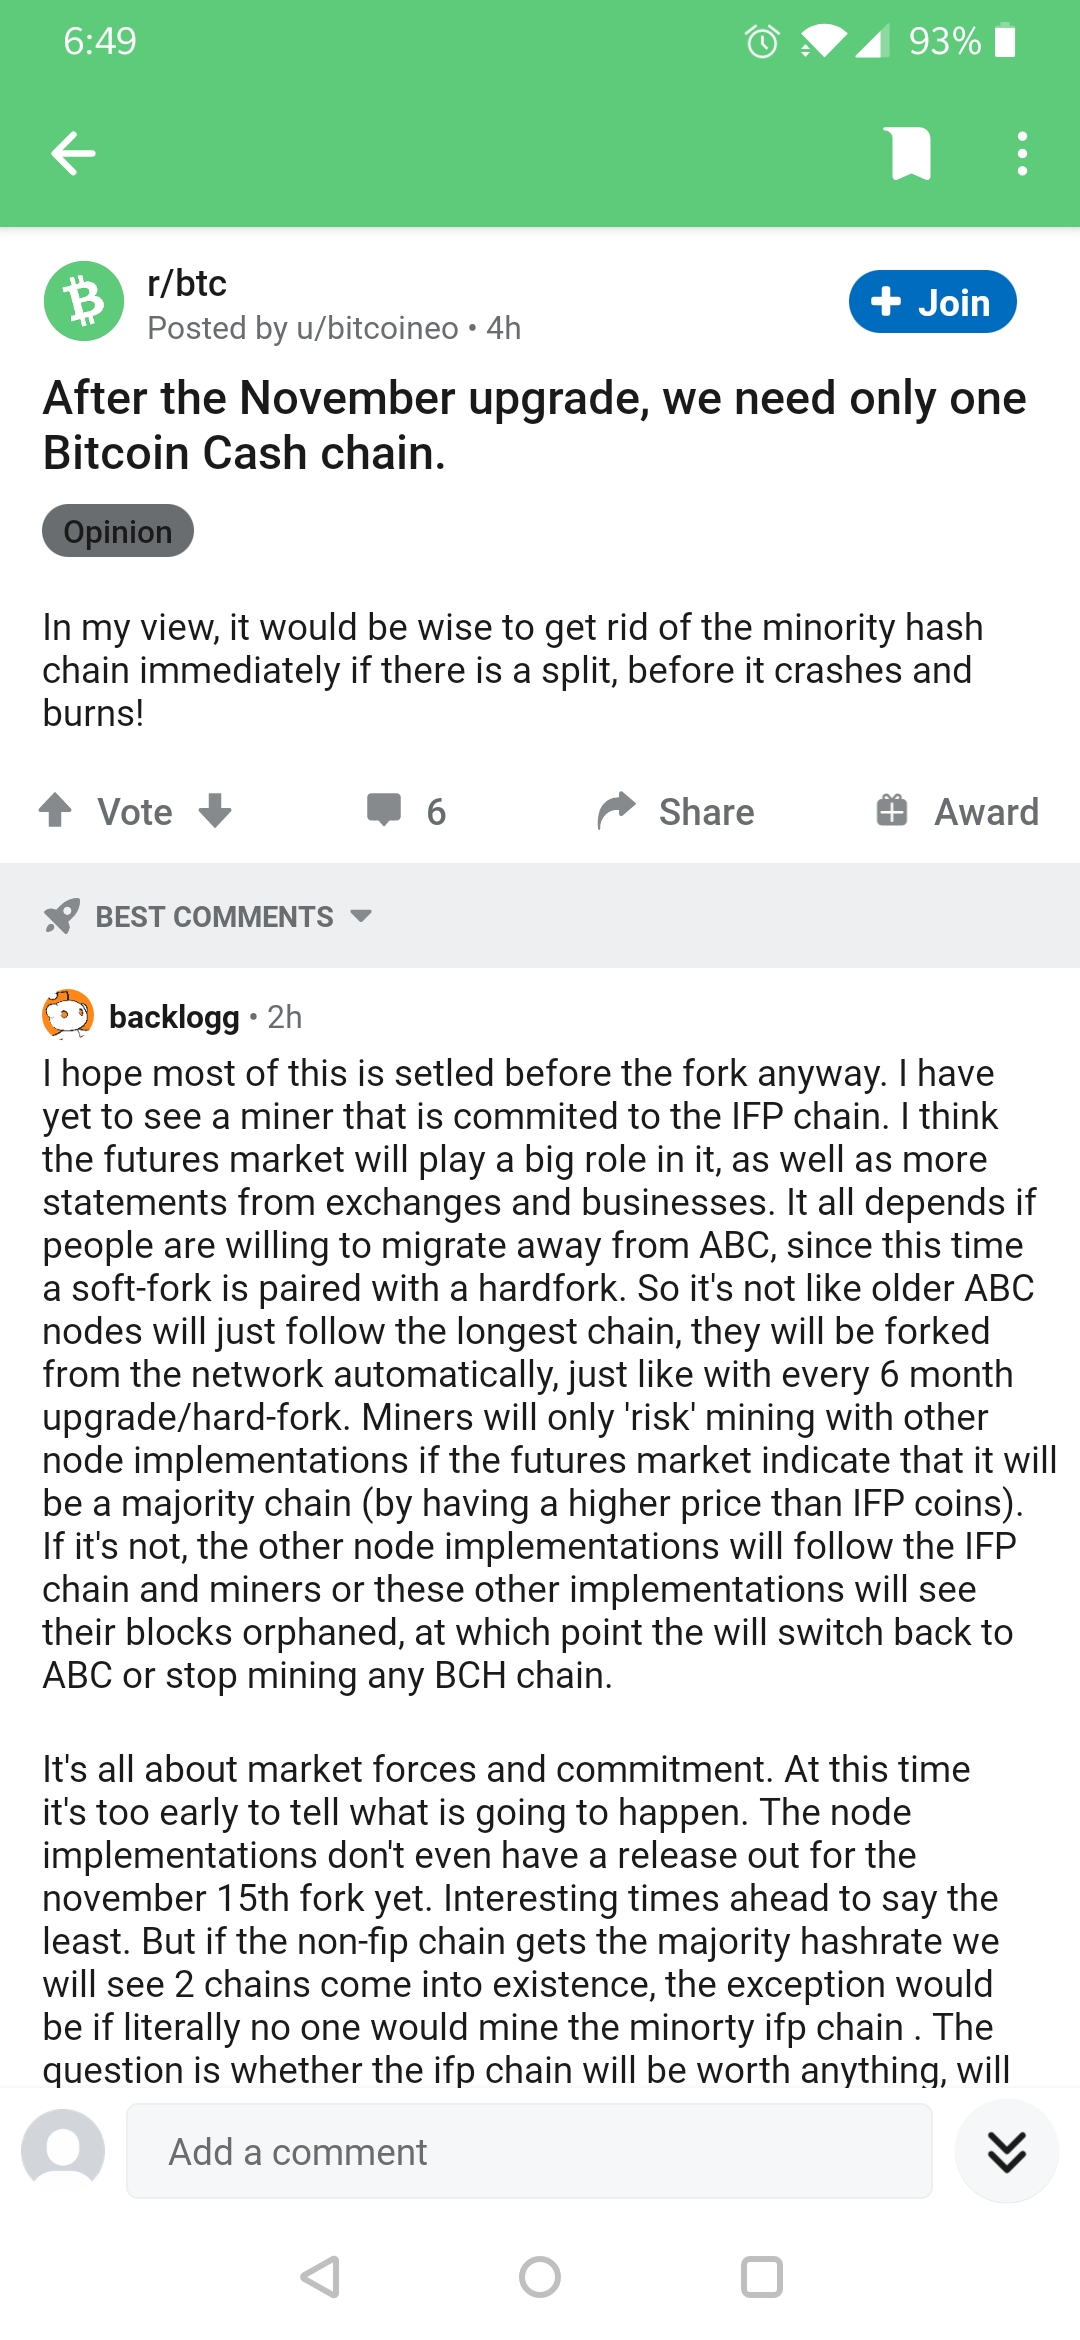 6:49
93%
r/btc
Posted by u/bitcoineo • 4h
+ Join
After the November upgrade, we need only one
Bitcoin Cash chain.
Opinion
In my view, it would be wise to get rid of the minority hash
chain immediately if there is a split, before it crashes and
burns!
Vote
6
Share
Award
BEST COMMENTS
backlogg • 2h
I hope most of this is setled before the fork anyway. I have
yet to see a miner that is commited to the IFP chain. I think
the futures market will play a big role in it, as well as more
statements from exchanges and businesses. It all depends if
people are willing to migrate away from ABC, since this time
a soft-fork is paired with a hardfork. So it's not like older ABC
nodes will just follow the longest chain, they will be forked
from the network automatically, just like with every 6 month
upgrade/hard-fork. Miners will only 'risk' mining with other
node implementations if the futures market indicate that it will
be a majority chain (by having a higher price than IFP coins).
If it's not, the other node implementations will follow the IFP
chain and miners or these other implementations will see
their blocks orphaned, at which point the will switch back to
ABC or stop mining any BCH chain.
It's all about market forces and commitment. At this time
it's too early to tell what is going to happen. The node
implementations don't even have a release out for the
november 15th fork yet. Interesting times ahead to say the
least. But if the non-fip chain gets the majority hashrate we
will see 2 chains come into existence, the exception would
be if literally no one would mine the minorty ifp chain . The
question is whether the ifp chain will be worth anything, will
Add a comment